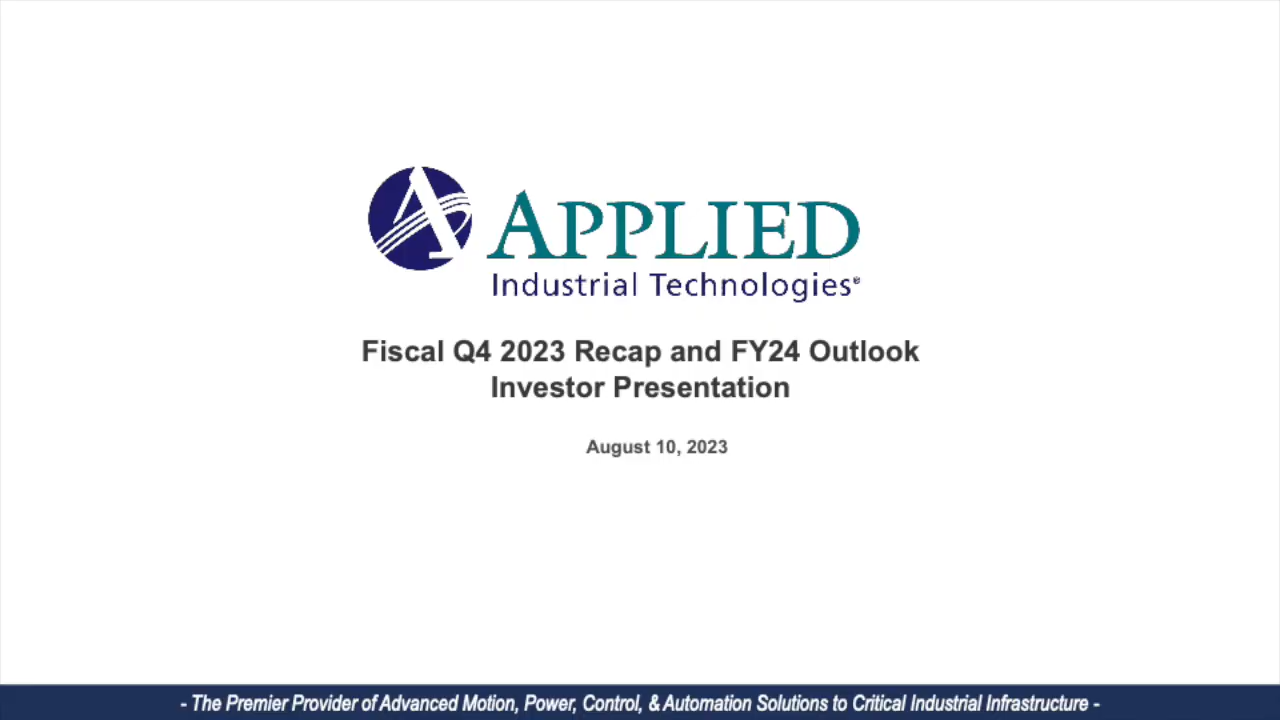 APPLIED
Industrial Technologies®
Fiscal Q4 2023 Recap and FY24 Outlook
Investor Presentation
August 10, 2023
- The Premier Provider of Advanced Motion, Power, Control, & Automation Solutions to Critical Industrial Infrastructure -